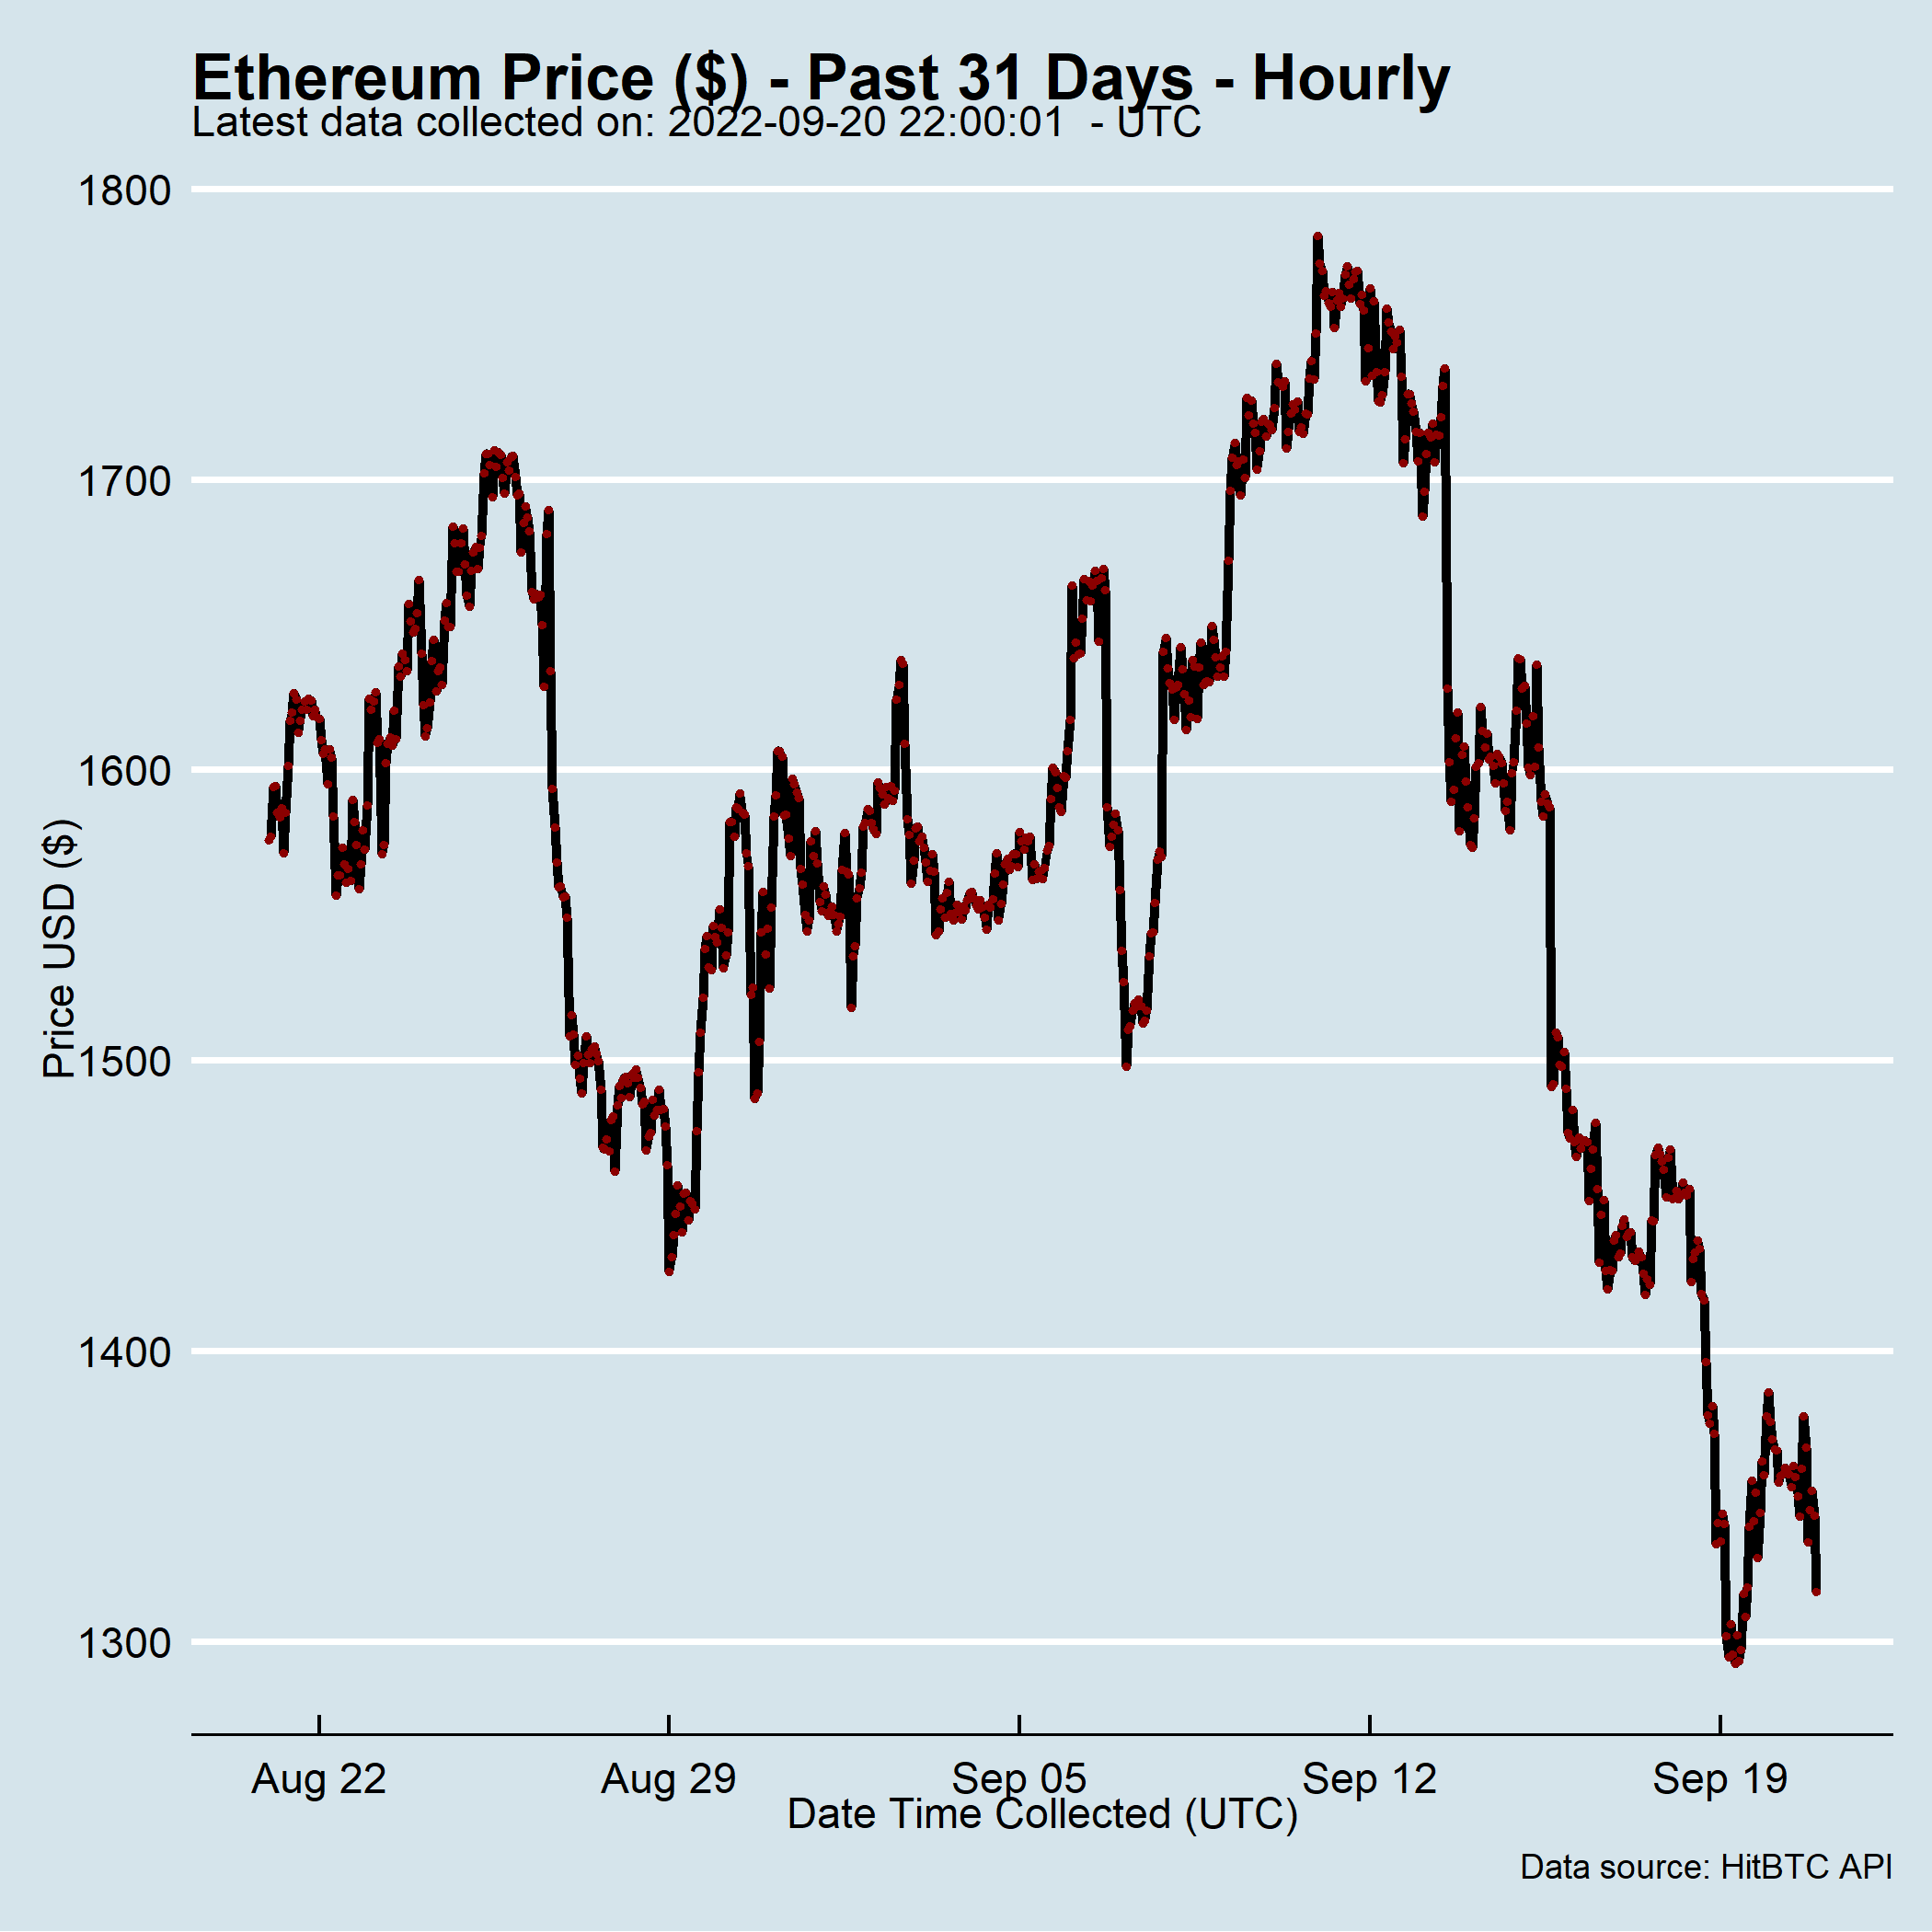 Ethereum Price ($) - Past 31 Days - Hourly
Latest data collected on: 2022-09-20 22:00:01  - UTC
1800
1700
1600
1500
1400
1300
Price USD ($)
Aug 22
Aug 29
Sep 05
Sep 12
Sep 19
Date Time Collected (UTC)
Data source: HitBTC API